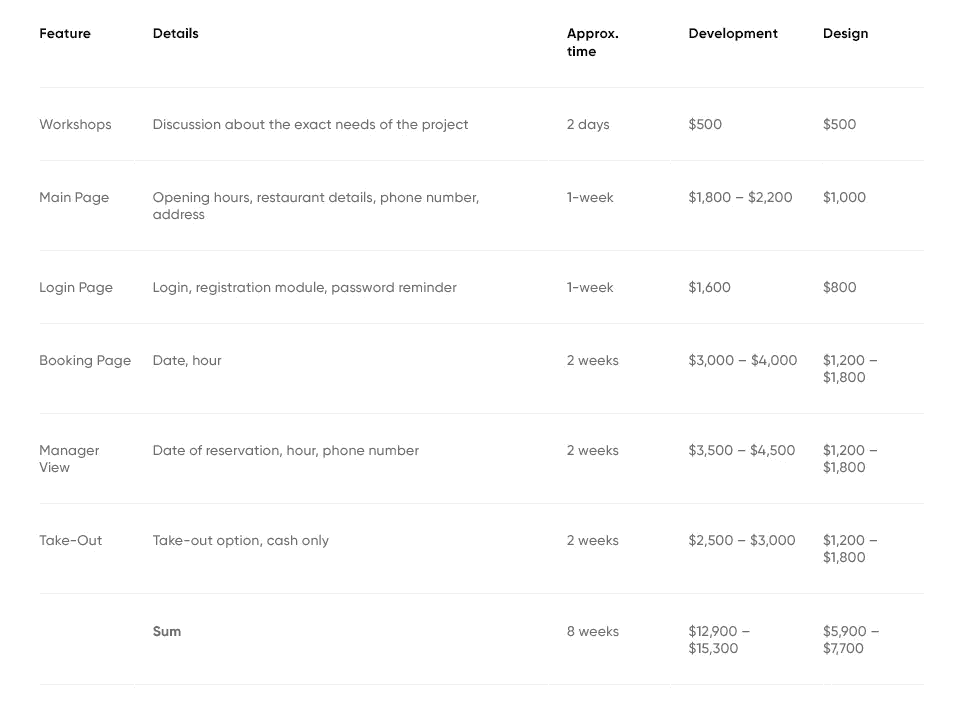 Feature Details Approx. time Development Design
Workshops Discussion about the exact needs of the project 2 days $500 $500
Main Page Opening hours, restaurant details, phone number, address 1-week $1,800 – $2,200 $1,000
Login Page Login, registration module, password reminder 1-week $1,600 $800
Booking Page Date, hour 2 weeks $3,000 – $4,000 $1,200 – $1,800
Manager View Date of reservation, hour, phone number 2 weeks $3,500 – $4,500 $1,200 – $1,800
Take-Out Take-out option, cash only 2 weeks $2,500 – $3,000 $1,200 – $1,800
Sum 8 weeks $12,900 – $15,300 $5,900 – $7,700